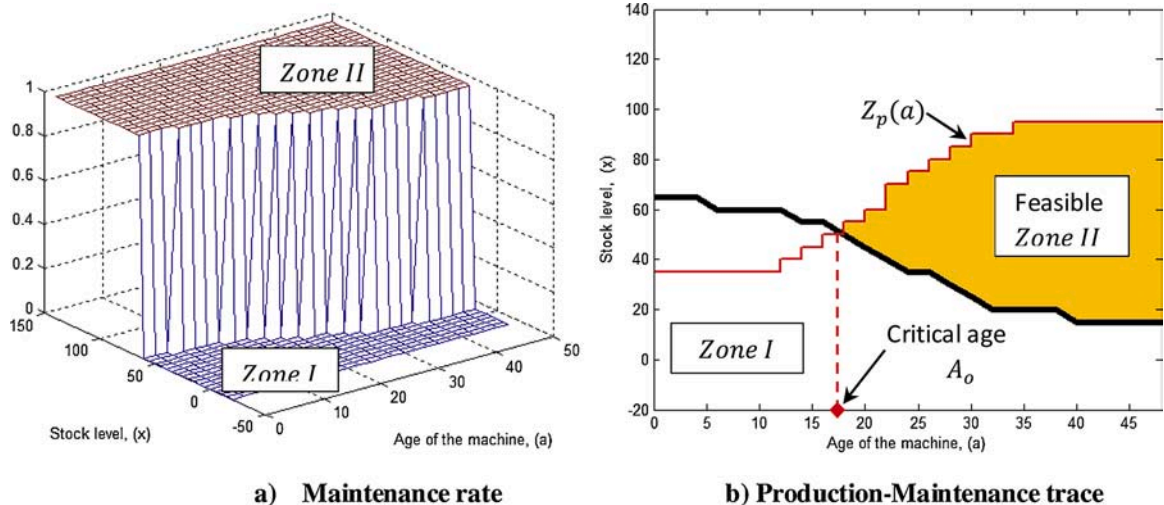 Zone II
1
0.8
0.6
0.4
0.2
0
150
100
50
0
-50
0
10
20
30
40
50
Stock level, (x)
Age of the machine, (a)
Zone I
a) Maintenance rate
140
120
100
80
60
40
20
0
-20
Stock level, (x)
Z_p(a)
Feasible
Zone II
Zone I
Critical age
A_o
0 5 10 15 20 25 30 35 40 45
Age of the machine, (a)
b) Production-Maintenance trace